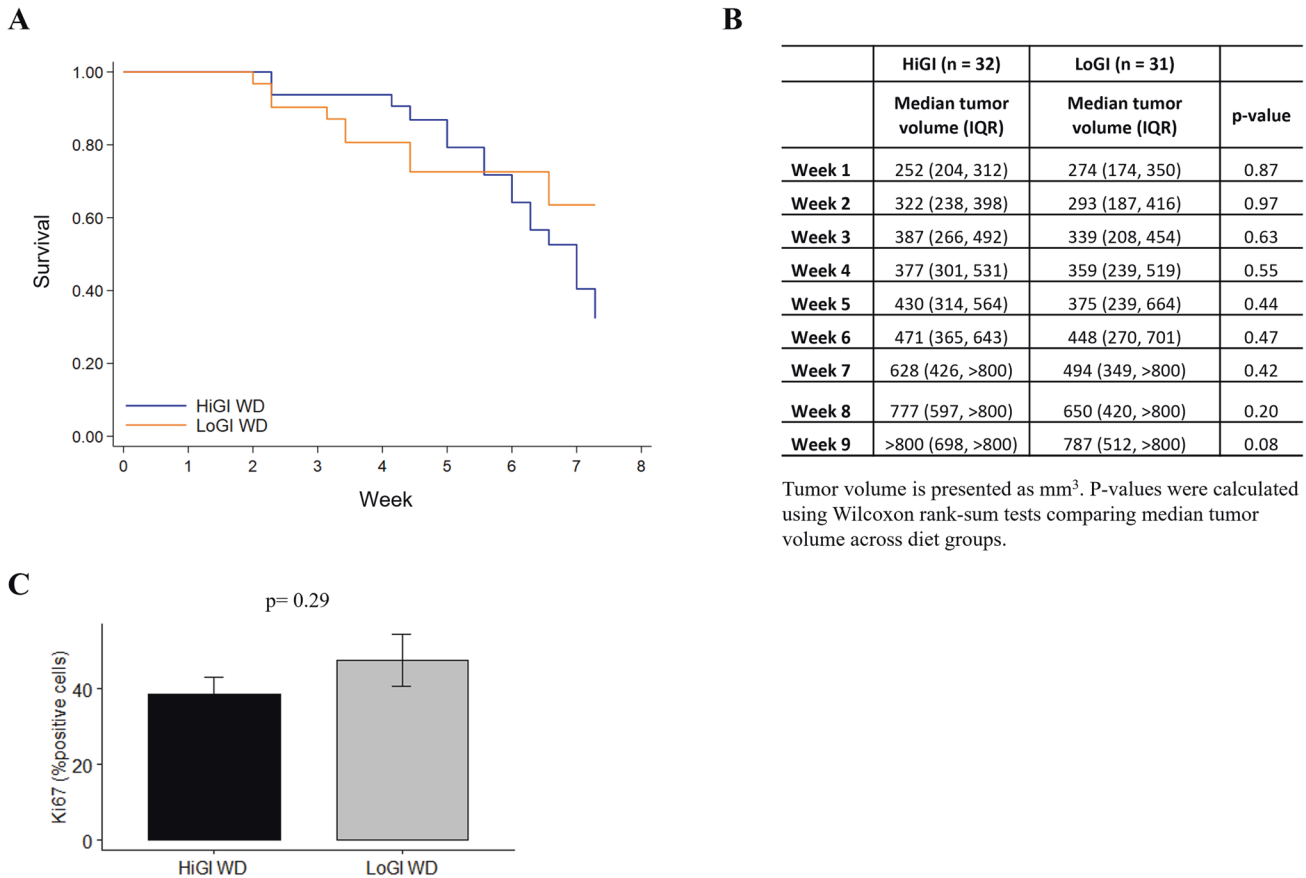 A
1.00
0.80
0.60
0.40
0.20
0.00
Survival
HiGI WD
LoGI WD
0 1 2 3 4 5 6 7 8
Week
B
HiGI (n = 32) LoGI (n = 31)
Median tumor volume (IQR) Median tumor volume (IQR) p-value
Week 1 252 (204, 312) 274 (174, 350) 0.87
Week 2 322 (238, 398) 293 (187, 416) 0.97
Week 3 387 (266, 492) 339 (208, 454) 0.63
Week 4 377 (301, 531) 359 (239, 519) 0.55
Week 5 430 (314, 564) 375 (239, 664) 0.44
Week 6 471 (365, 643) 448 (270, 701) 0.47
Week 7 628 (426, >800) 494 (349, >800) 0.42
Week 8 777 (597, >800) 650 (420, >800) 0.20
Week 9 >800 (698, >800) 787 (512, >800) 0.08
Tumor volume is presented as mm³. P-values were calculated
using Wilcoxon rank-sum tests comparing median tumor
volume across diet groups.
C
p= 0.29
Ki67 (%positive cells)
40
20
0
HiGI WD LoGI WD